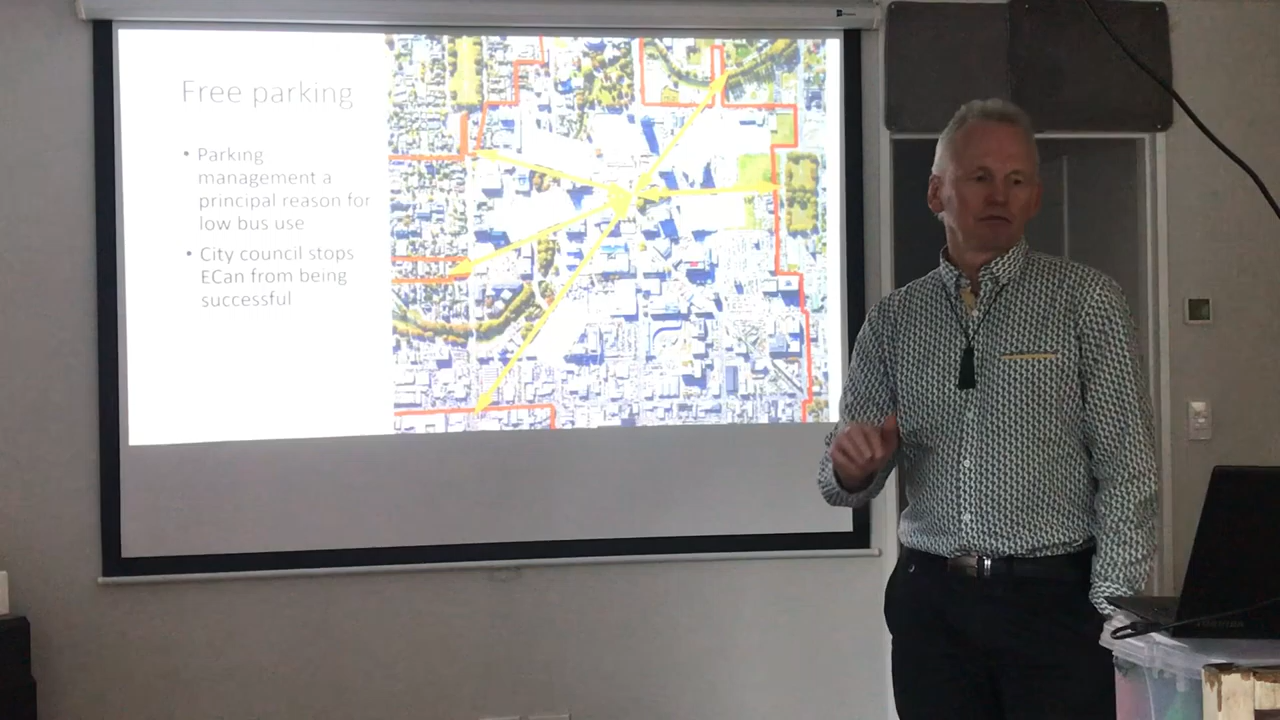 Free parking
• Parking
management a
principal reason for
low bus use
• City council stops
ECan from being
successful